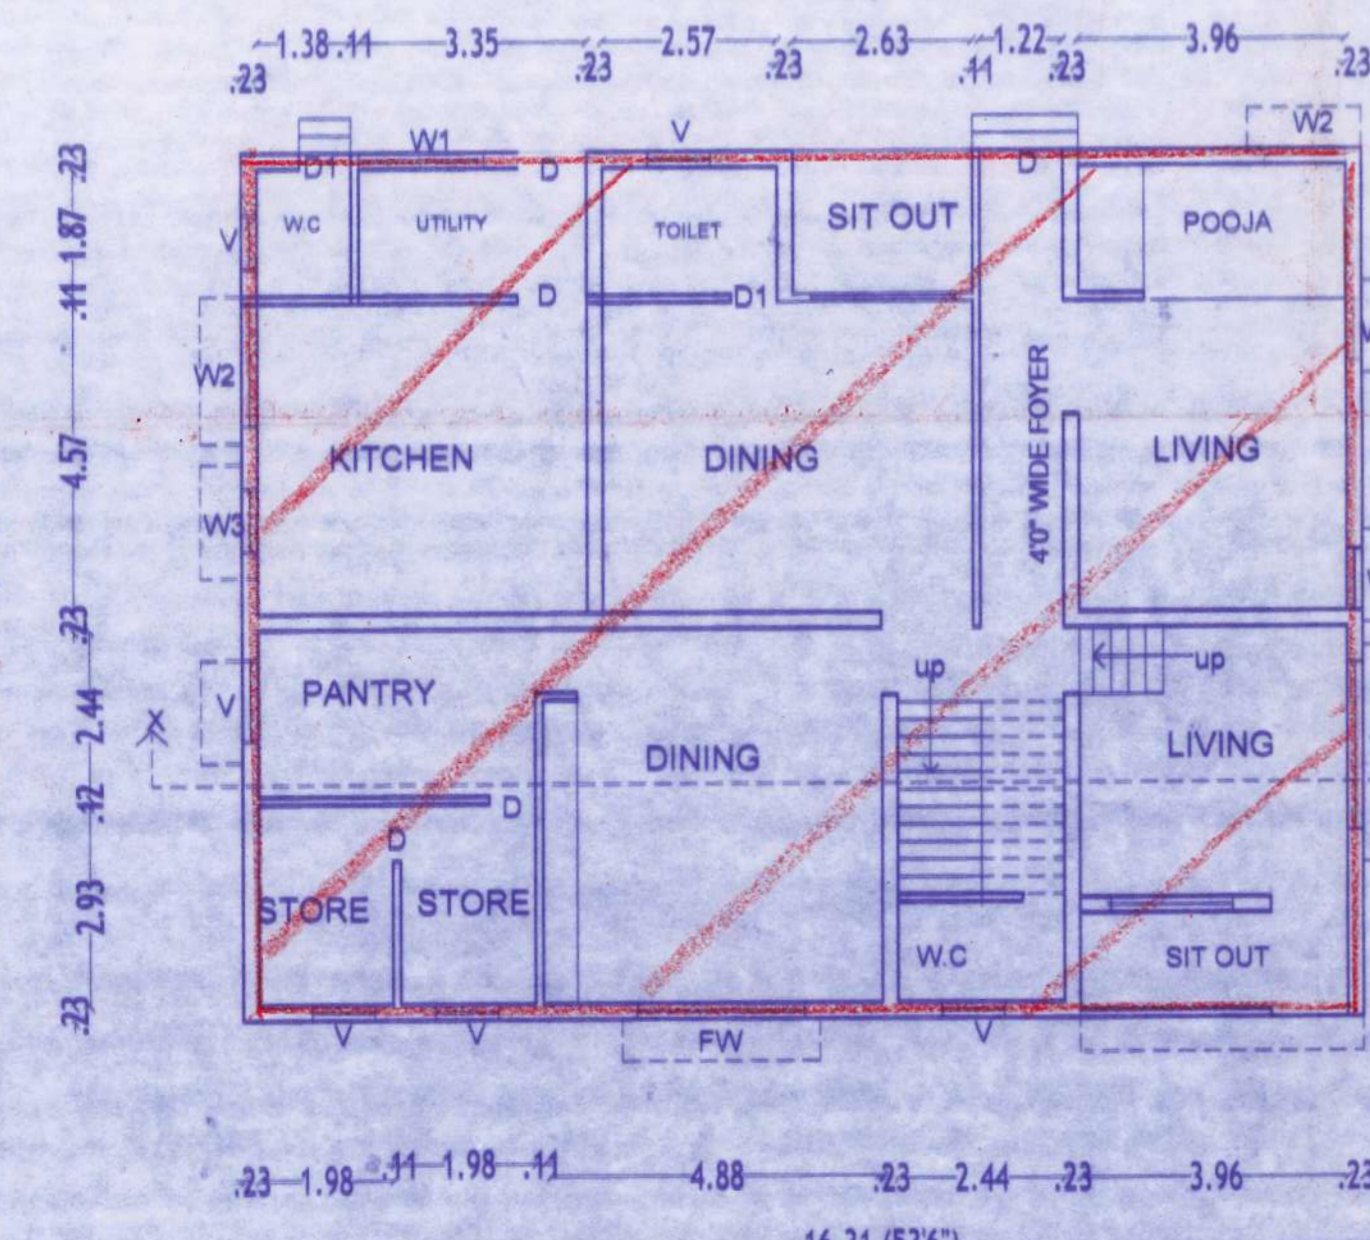 1.38 .11 3.35 2.57 2.63 1.22 3.96
.23 .23 .23 .11 .23 .23
W2
W1 V
D1 D D
.23
W.C UTILITY TOILET SIT OUT POOJA
V
1.87
D D1
.11
W2
4'0" WIDE FOYER
KITCHEN DINING LIVING
4.57
W3
.23
up up
PANTRY
V
2.44
X
DINING LIVING
.12
D
D
STORE STORE
2.93
W.C SIT OUT
.23
V V FW V
.23 1.98 .11 1.98 .11 4.88 .23 2.44 .23 3.96 .23